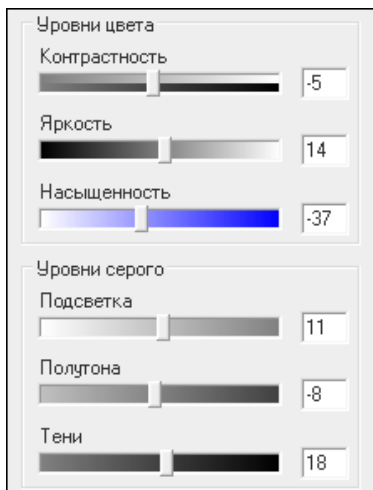 Уровни цвета
Контрастность
-5
Яркость
14
Насыщенность
-37
Уровни серого
Подсветка
11
Полутона
-8
Тени
18